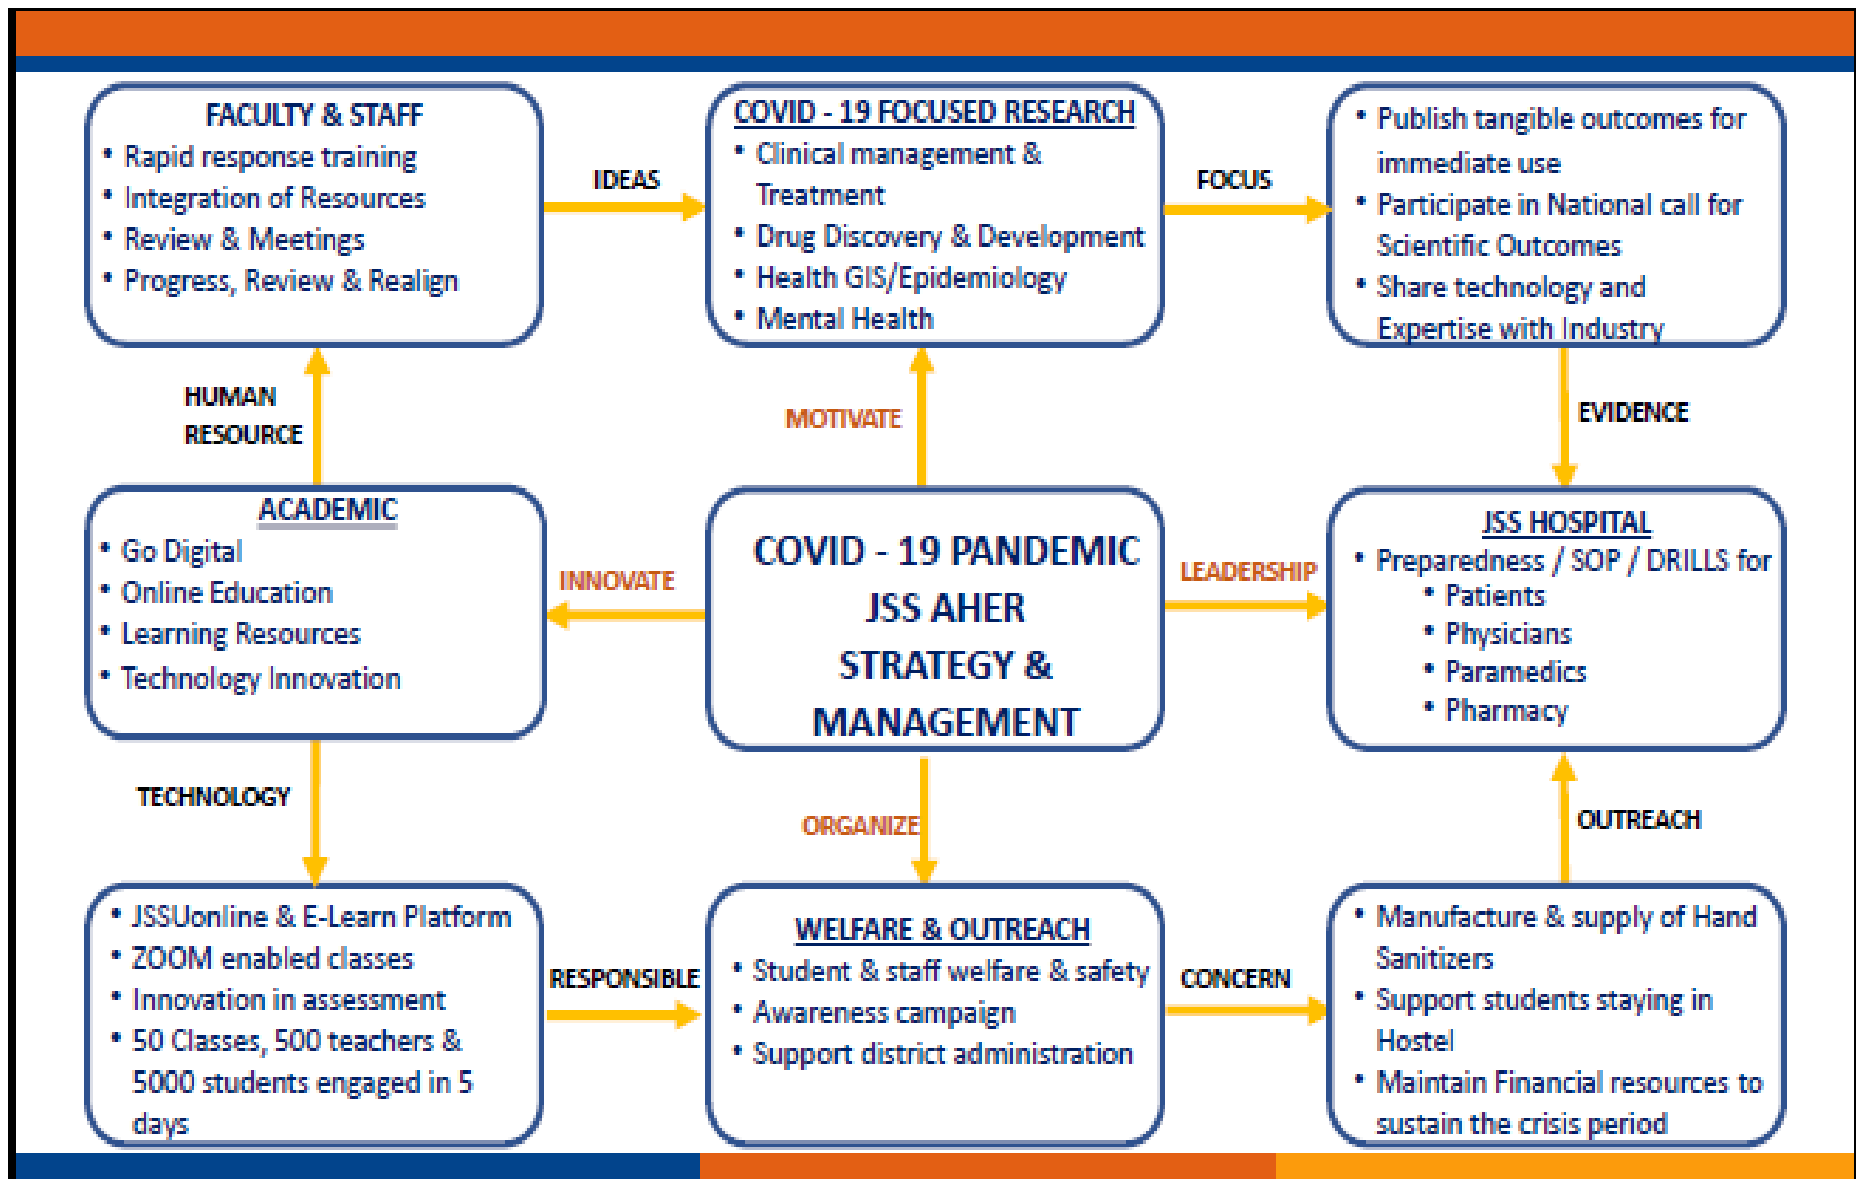 FACULTY & STAFF
• Rapid response training
• Integration of Resources
• Review & Meetings
• Progress, Review & Realign
IDEAS
COVID - 19 FOCUSED RESEARCH
• Clinical management &
Treatment
• Drug Discovery & Development
• Health GIS/Epidemiology
• Mental Health
FOCUS
• Publish tangible outcomes for
immediate use
• Participate in National call for
Scientific Outcomes
• Share technology and
Expertise with Industry
HUMAN
RESOURCE
MOTIVATE
EVIDENCE
ACADEMIC
• Go Digital
• Online Education
• Learning Resources
• Technology Innovation
INNOVATE
COVID - 19 PANDEMIC
JSS AHER
STRATEGY &
MANAGEMENT
LEADERSHIP
JSS HOSPITAL
• Preparedness / SOP / DRILLS for
• Patients
• Physicians
• Paramedics
• Pharmacy
TECHNOLOGY
ORGANIZE
OUTREACH
• JSSUonline & E-Learn Platform
• ZOOM enabled classes
• Innovation in assessment
• 50 Classes, 500 teachers &
5000 students engaged in 5
days
RESPONSIBLE
WELFARE & OUTREACH
• Student & staff welfare & safety
• Awareness campaign
• Support district administration
CONCERN
• Manufacture & supply of Hand
Sanitizers
• Support students staying in
Hostel
• Maintain Financial resources to
sustain the crisis period